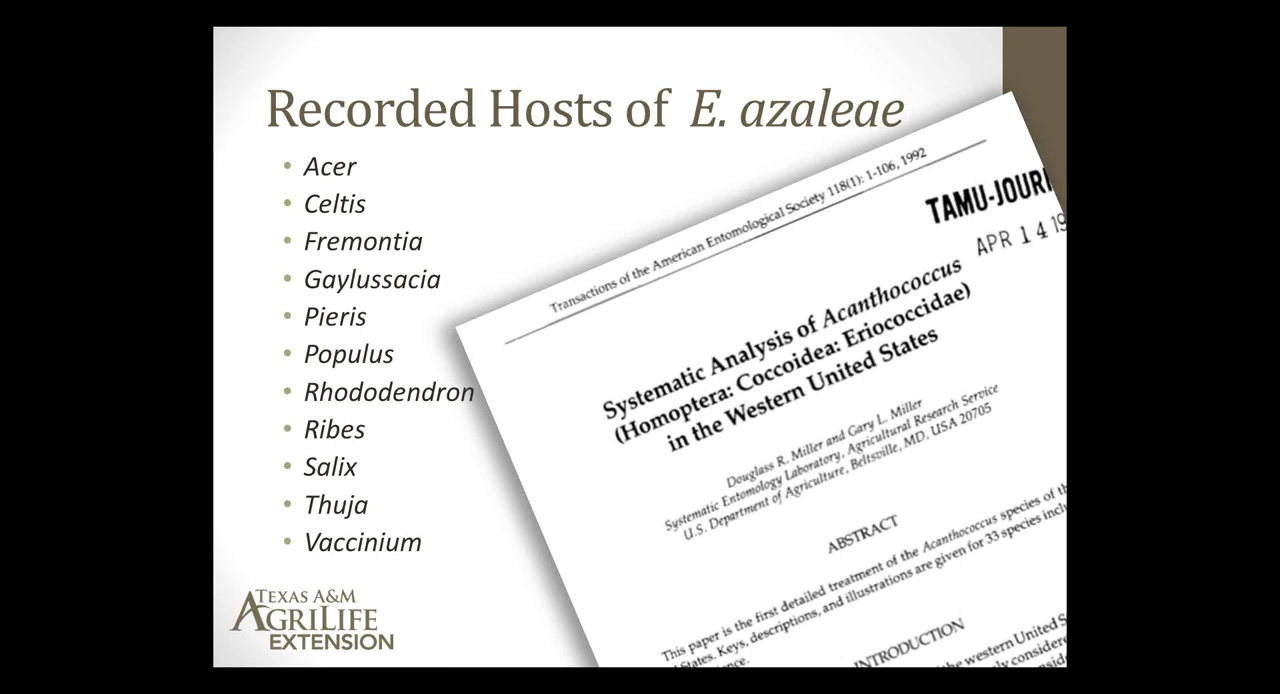 Recorded Hosts of E. azaleae
Acer
Celtis
Fremontia
Gaylussacia
Pieris
Populus
Rhododendron
Ribes
Salix
Thuja
Vaccinium
TEXAS A&M
AGRILIFE
EXTENSION
Transactions of the American Entomological Society 118(1): 1-106, 1992
TAMU-JOUR
APR 14 19
Systematic Analysis of Acanthococcus
(Homoptera: Coccoidea: Eriococcidae)
in the Western United States
Douglass R. Miller and Gary L. Miller
Systematic Entomology Laboratory, Agricultural Research Service
U.S. Department of Agriculture, Beltsville, MD, USA 20705
ABSTRACT
This paper is the first detailed treatment of the Acanthococcus species of th
States. Keys, descriptions, and illustrations are given for 33 species incl
INTRODUCTION
the western United S